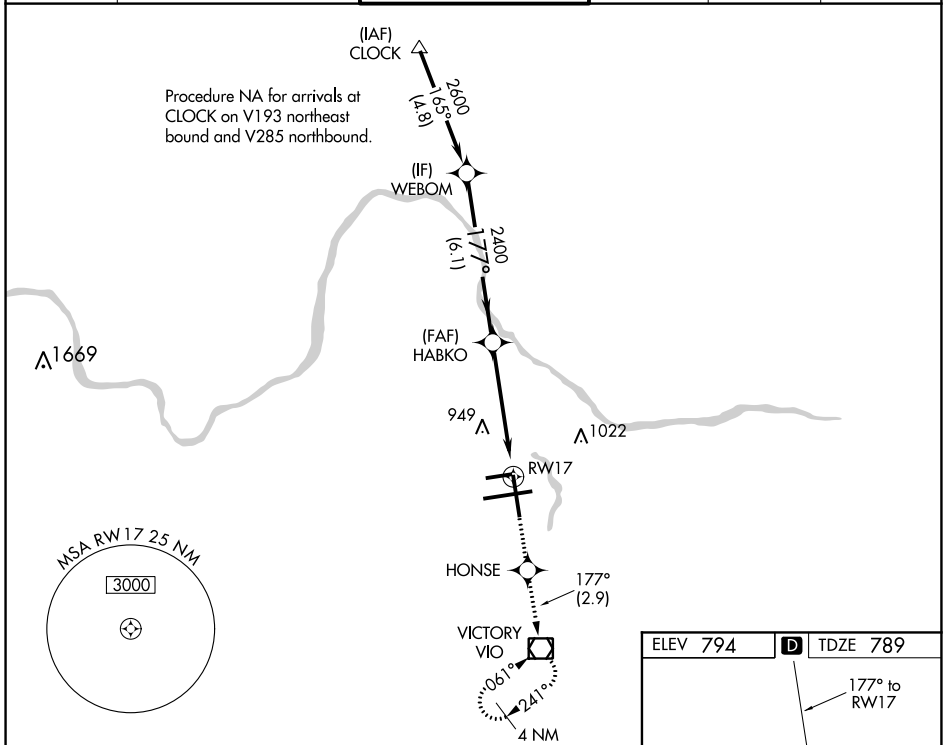 (IAF)
CLOCK
Procedure NA for arrivals at
CLOCK on V193 northeast
bound and V285 northbound.
2600
165°
(4.8)
(IF)
WEBOM
2400
177°
(6.1)
(FAF)
HABKO
1669
949
1022
RW17
MSA RW17 25 NM
3000
HONSE
177°
(2.9)
VICTORY
VIO
061°
241°
4 NM
ELEV 794 D TDZE 789
177° to
RW17